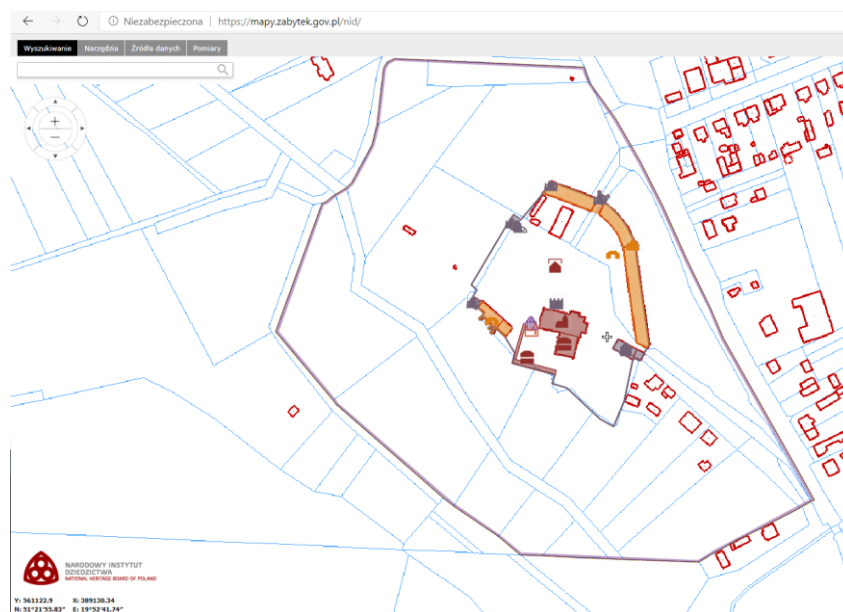 Niezabezpieczona | https://mapy.zabytek.gov.pl/nid/
Wyszukiwanie Narzędzia Źródła danych Pomiary
NARODOWY INSTYTUT
DZIEDZICTWA
NATIONAL HERITAGE BOARD OF POLAND
Y: 561122.9 X: 389130.34
N: 51°21'55.83" E: 19°52'41.74"